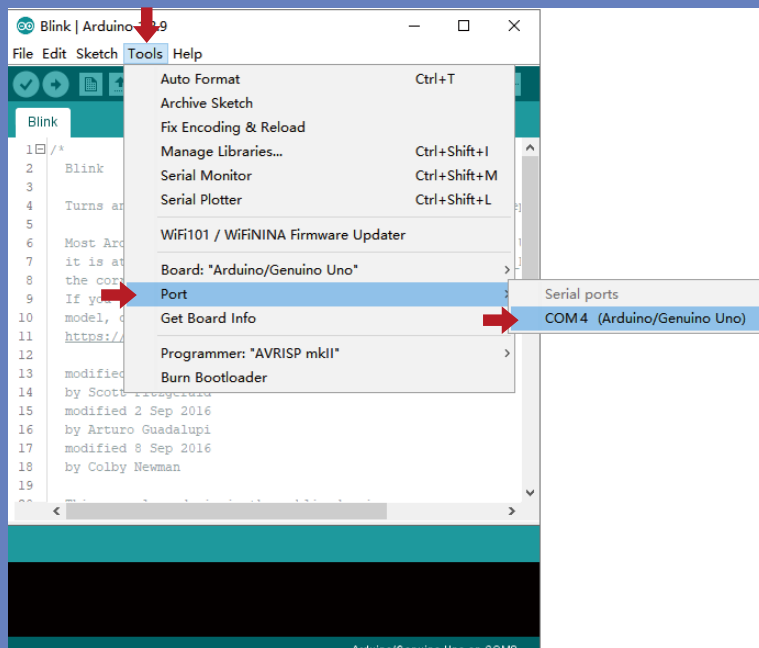 Blink | Arduino 1.8.9
File Edit Sketch Tools Help
Auto Format Ctrl+T
Archive Sketch
Fix Encoding & Reload
Manage Libraries... Ctrl+Shift+I
Serial Monitor Ctrl+Shift+M
Serial Plotter Ctrl+Shift+L
WiFi101 / WiFiNINA Firmware Updater
Board: "Arduino/Genuino Uno"
Port
Get Board Info
Programmer: "AVRISP mkII"
Burn Bootloader
Serial ports
COM4 (Arduino/Genuino Uno)
Blink
1 /*
2 Blink
3
4 Turns an
5
6 Most Ard
7 it is at
8 the corr
9 If you
10 model,
11 https://
12
13 modified
14 by Scott Fitzgerald
15 modified 2 Sep 2016
16 by Arturo Guadalupi
17 modified 8 Sep 2016
18 by Colby Newman
19